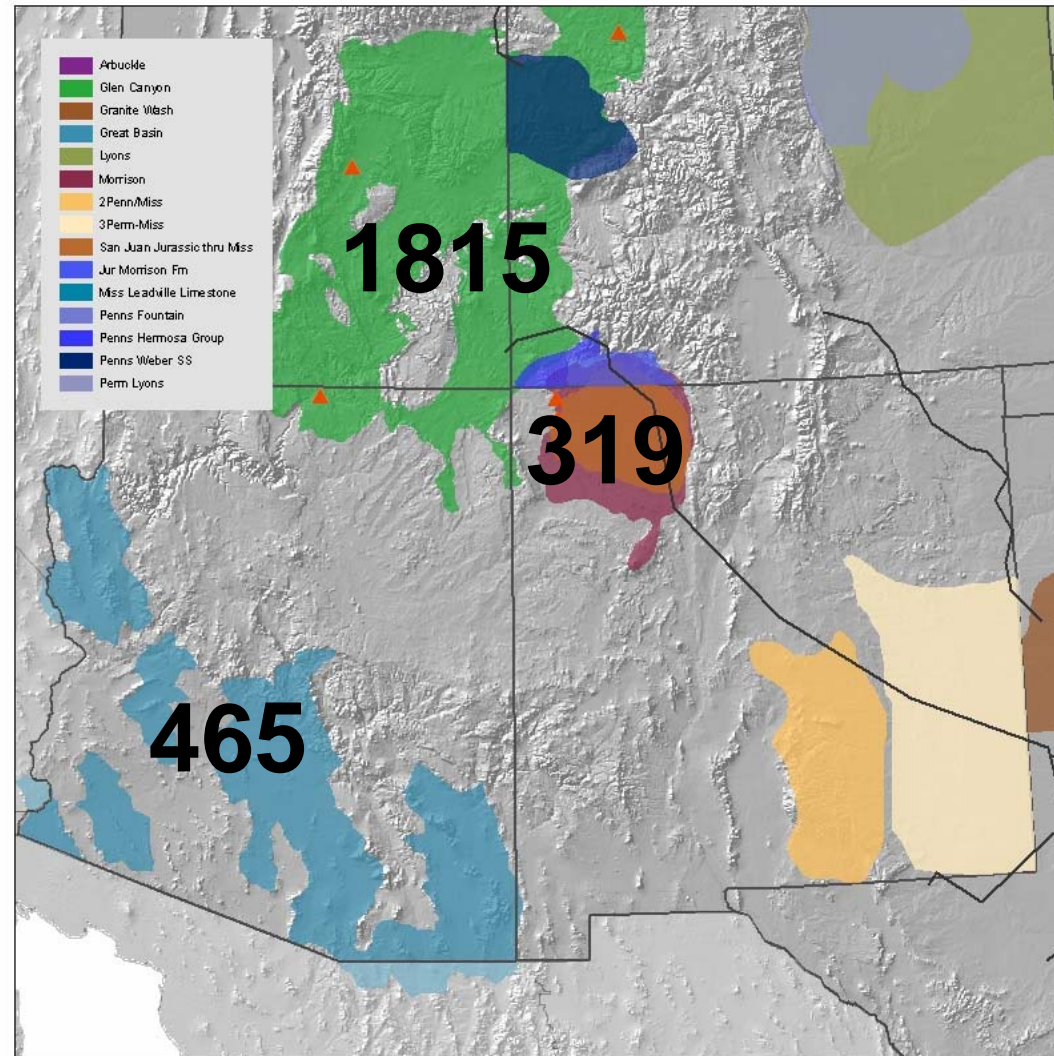 Arbuckle
Glen Canyon
Granite Wash
Great Basin
Lyons
Morrison
2Penn/Miss
3Perm-Miss
San Juan Jurassic thru Miss
Jur Morrison Fm
Miss Leadville Limestone
Penns Fountain
Penns Hermosa Group
Penns Weber SS
Perm Lyons
1815
319
465